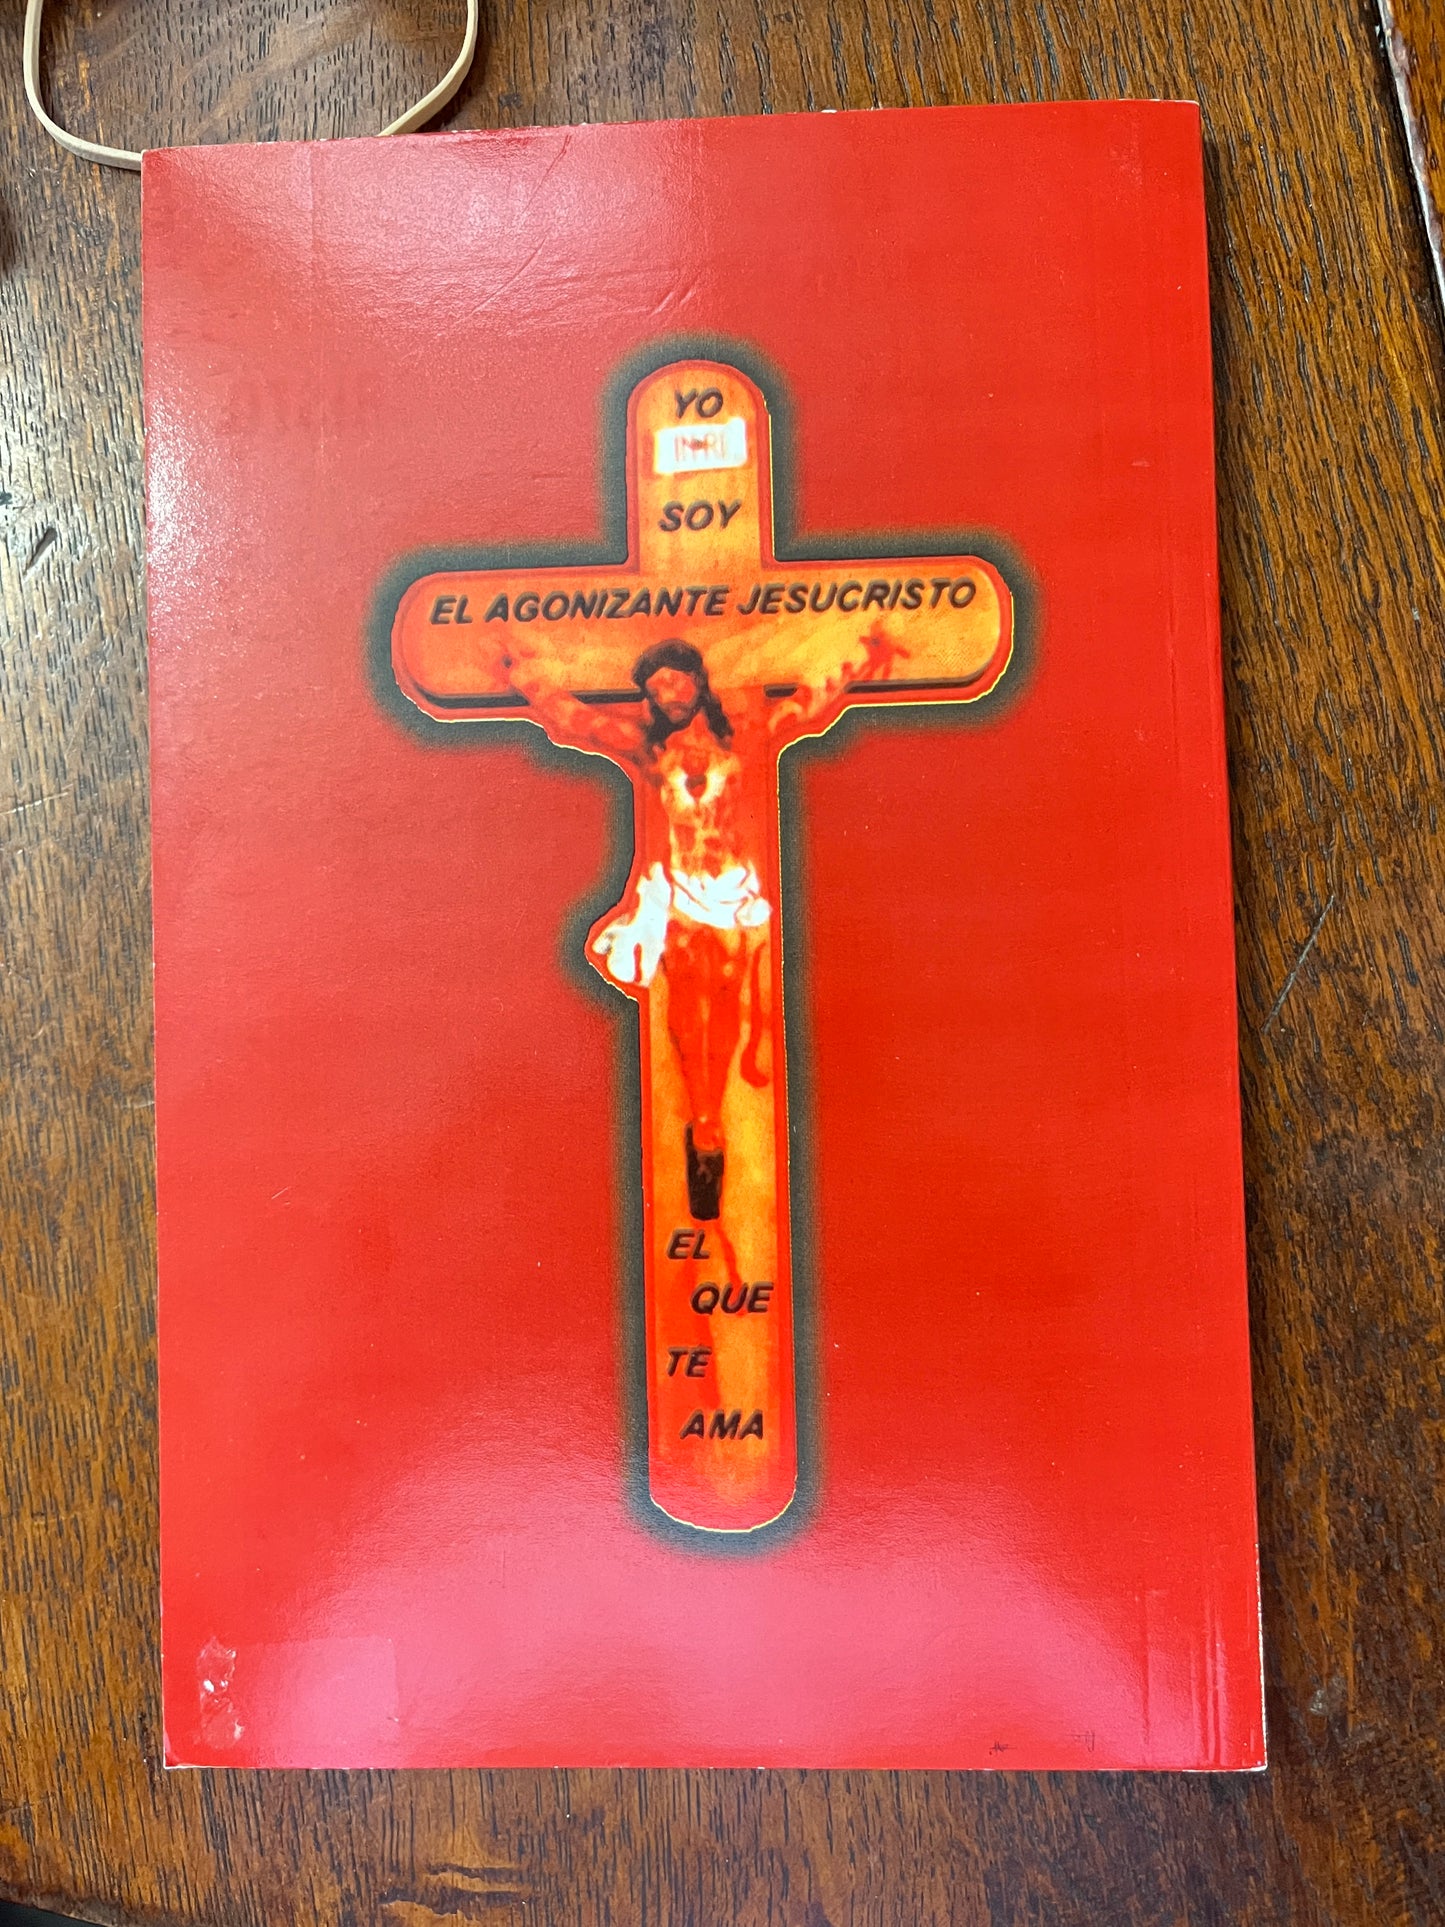 YO
INRI
SOY
EL AGONIZANTE JESUCRISTO
EL
QUE
TE
AMA